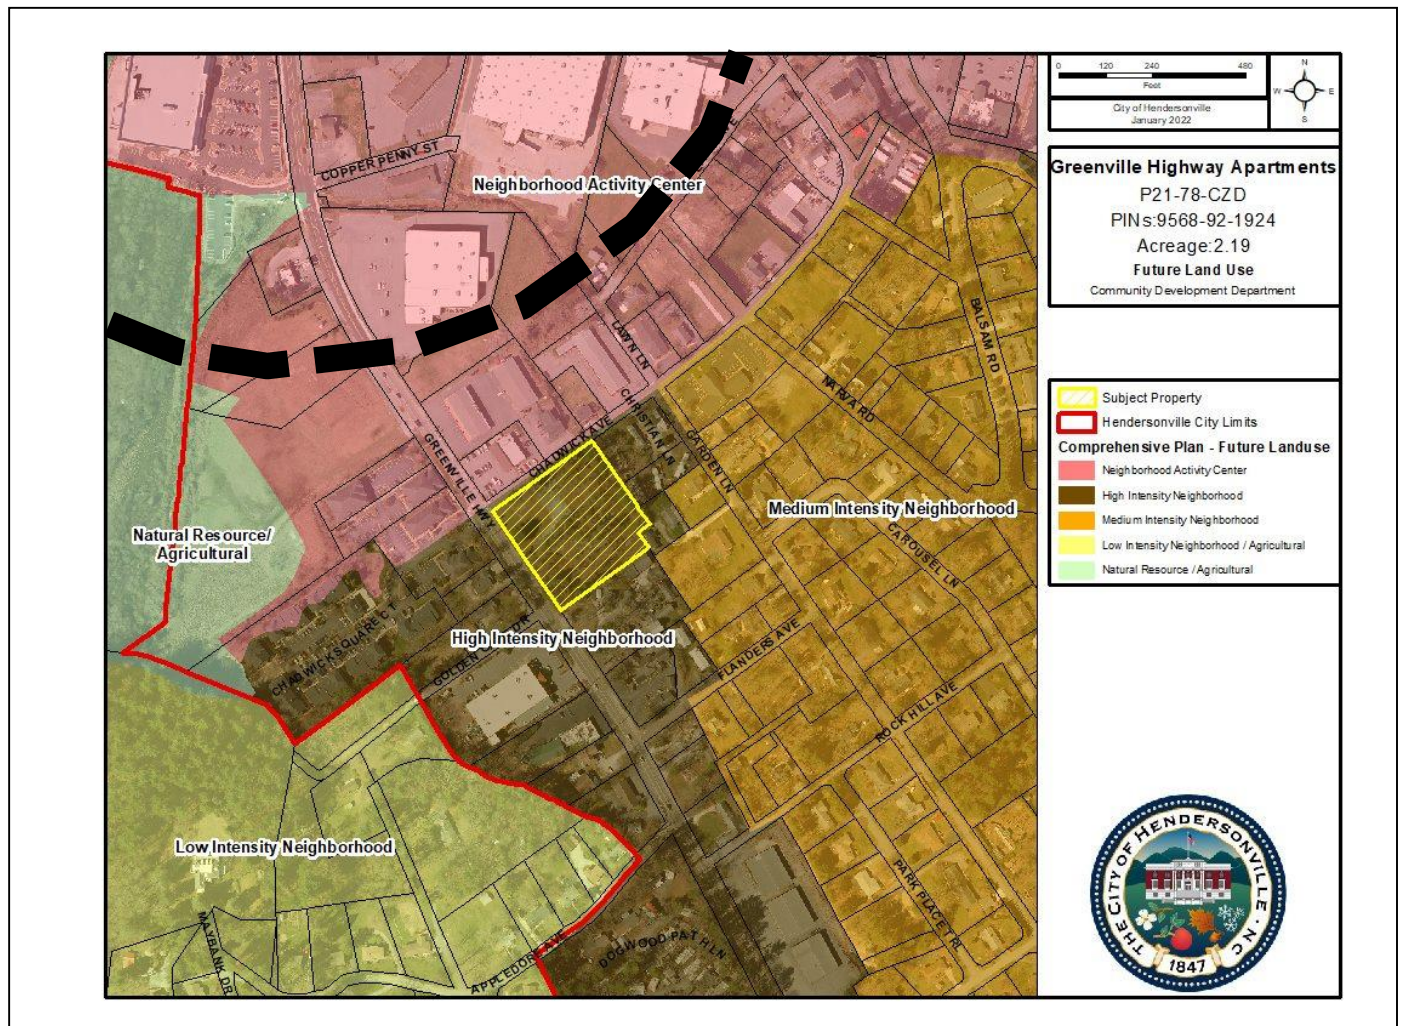 0 120 240 480
Feet
City of Hendersonville
January 2022
N
W E
S
Greenville Highway Apartments
P21-78-CZD
PINs:9568-92-1924
Acreage:2.19
Future Land Use
Community Development Department
Subject Property
Hendersonville City Limits
Comprehensive Plan - Future Landuse
Neighborhood Activity Center
High Intensity Neighborhood
Medium Intensity Neighborhood
Low Intensity Neighborhood / Agricultural
Natural Resource / Agricultural
COPPER PENNY ST
Neighborhood Activity Center
LAWN LN
BALSAM RD
NARVA RD
CHRISTIAN LN
CHADWICK AVE
GREENVILLE HWY
GARDEN LN
Medium Intensity Neighborhood
Natural Resource/
Agricultural
CAROUSEL LN
High Intensity Neighborhood
CHADWICK SQUARE CT
FLANDERS AVE
ROCK HILL AVE
Low Intensity Neighborhood
PARK PLACE TRL
MAYBANK DR
APPLEDORE AVE
DOGWOOD PATH LN
THE CITY OF HENDERSONVILLE · NC
1847